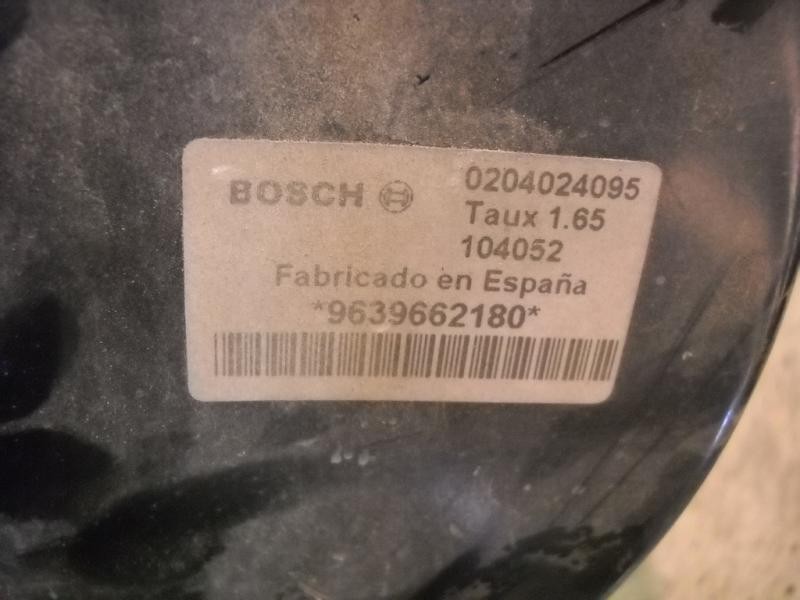 BOSCH
0204024095
Taux 1.65
104052
Fabricado en España
*9639662180*